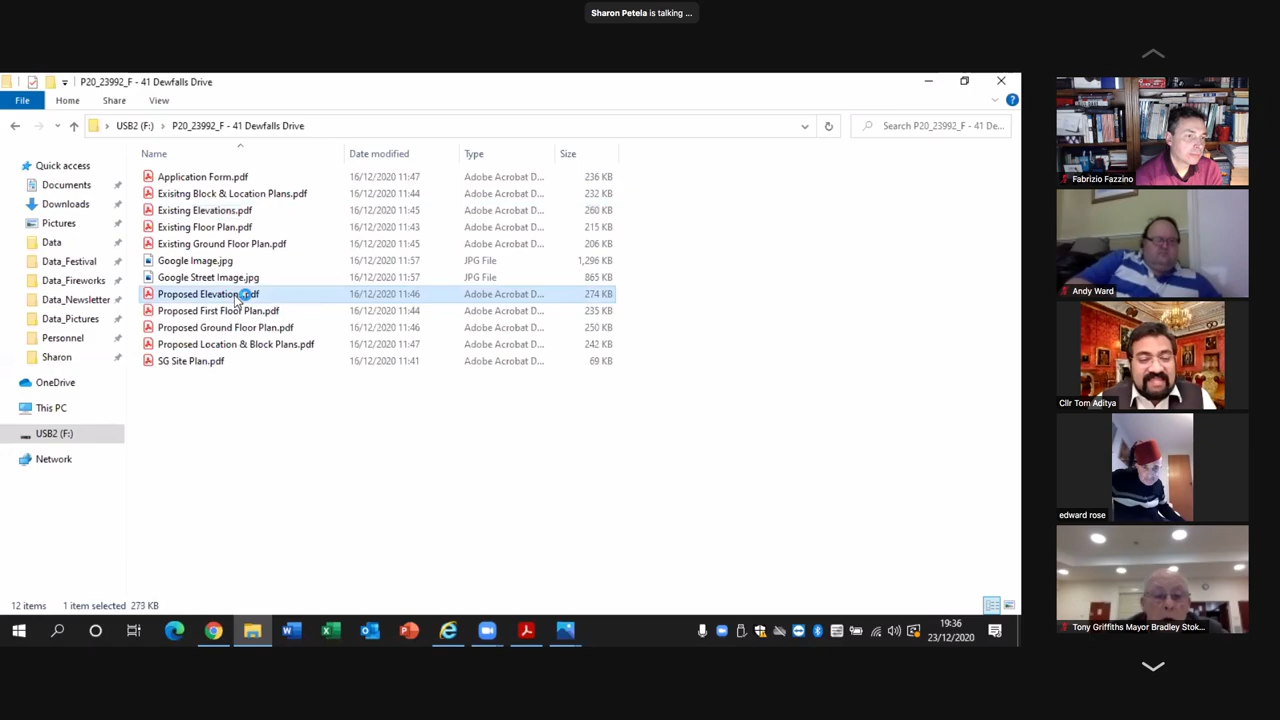 Sharon Petela is talking ...
P20_23992_F - 41 Dewfalls Drive
File Home Share View
USB2 (F:) P20_23992_F - 41 Dewfalls Drive
Search P20_23992_F - 41 De...
Name Date modified Type Size
Quick access
Documents
Downloads
Pictures
Data
Data_Festival
Data_Fireworks
Data_Newsletter
Data_Pictures
Personnel
Sharon
OneDrive
This PC
USB2 (F:)
Network
Application Form.pdf 16/12/2020 11:47 Adobe Acrobat D... 236 KB
Exisitng Block & Location Plans.pdf 16/12/2020 11:44 Adobe Acrobat D... 232 KB
Existing Elevations.pdf 16/12/2020 11:45 Adobe Acrobat D... 260 KB
Existing Floor Plan.pdf 16/12/2020 11:43 Adobe Acrobat D... 215 KB
Existing Ground Floor Plan.pdf 16/12/2020 11:45 Adobe Acrobat D... 206 KB
Google Image.jpg 16/12/2020 11:57 JPG File 1,296 KB
Google Street Image.jpg 16/12/2020 11:57 JPG File 865 KB
Proposed Elevation pdf 16/12/2020 11:46 Adobe Acrobat D... 274 KB
Proposed First Floor Plan.pdf 16/12/2020 11:44 Adobe Acrobat D... 235 KB
Proposed Ground Floor Plan.pdf 16/12/2020 11:46 Adobe Acrobat D... 250 KB
Proposed Location & Block Plans.pdf 16/12/2020 11:47 Adobe Acrobat D... 242 KB
SG Site Plan.pdf 16/12/2020 11:41 Adobe Acrobat D... 69 KB
12 items 1 item selected 273 KB
19:36
23/12/2020
Fabrizio Fazzino
Andy Ward
Cllr Tom Aditya
edward rose
Tony Griffiths Mayor Bradley Stok...